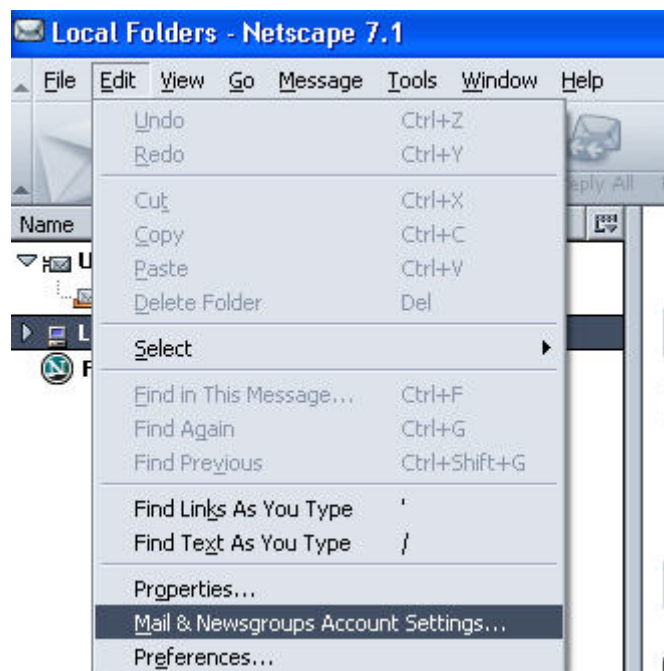 Local Folders - Netscape 7.1
File Edit View Go Message Tools Window Help
Undo Ctrl+Z
Redo Ctrl+Y
Reply All
Cut Ctrl+X
Name
Copy Ctrl+C
Paste Ctrl+V
Delete Folder Del
Select
Find in This Message... Ctrl+F
Find Again Ctrl+G
Find Previous Ctrl+Shift+G
Find Links As You Type '
Find Text As You Type /
Properties...
Mail & Newsgroups Account Settings...
Preferences...